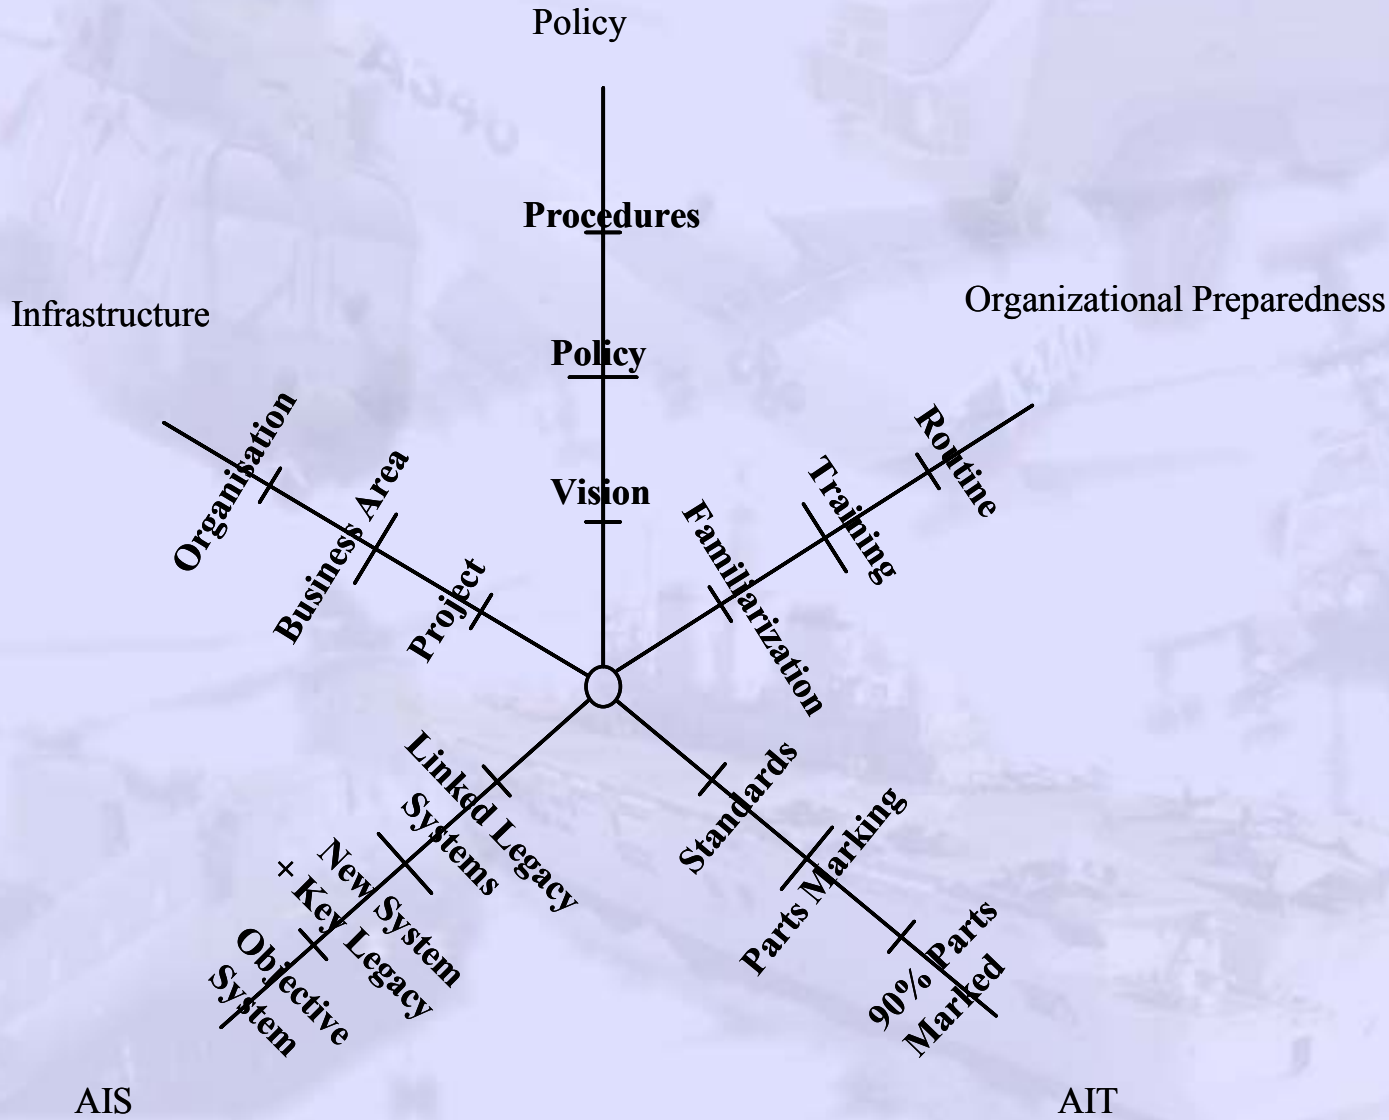 Policy
Procedures
Policy
Vision
Infrastructure
Organisation
Business Area
Project
Organizational Preparedness
Routine
Training
Familiarization
Linked Legacy
Systems
New System
+ Key Legacy
Objective
System
AIS
Standards
Parts Marking
90% Parts
Marked
AIT